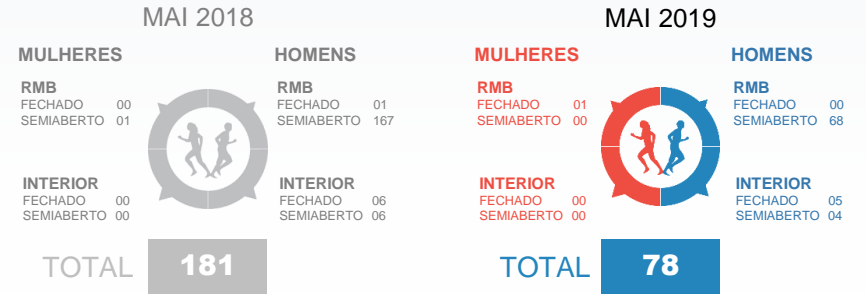 MAI 2018
MULHERES
HOMENS
RMB
FECHADO 00
SEMIABERTO 01
RMB
FECHADO 01
SEMIABERTO 167
INTERIOR
FECHADO 00
SEMIABERTO 00
INTERIOR
FECHADO 06
SEMIABERTO 06
TOTAL 181
MAI 2019
MULHERES
HOMENS
RMB
FECHADO 01
SEMIABERTO 00
RMB
FECHADO 00
SEMIABERTO 68
INTERIOR
FECHADO 00
SEMIABERTO 00
INTERIOR
FECHADO 05
SEMIABERTO 04
TOTAL 78